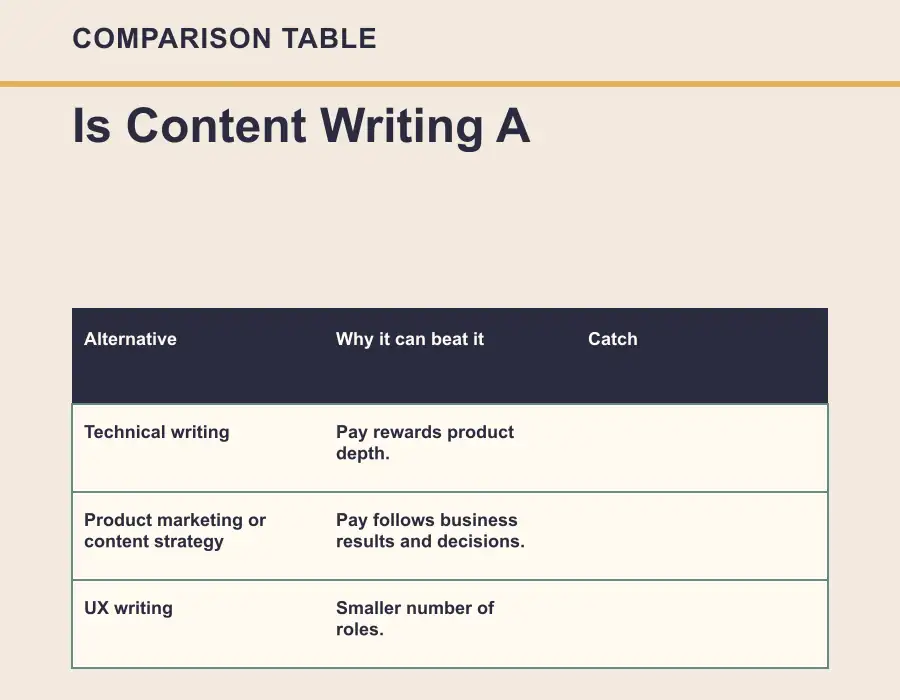 COMPARISON TABLE
Is Content Writing A
Alternative Why it can beat it Catch
Technical writing Pay rewards product
depth.
Product marketing or Pay follows business
content strategy results and decisions.
UX writing Smaller number of
roles.